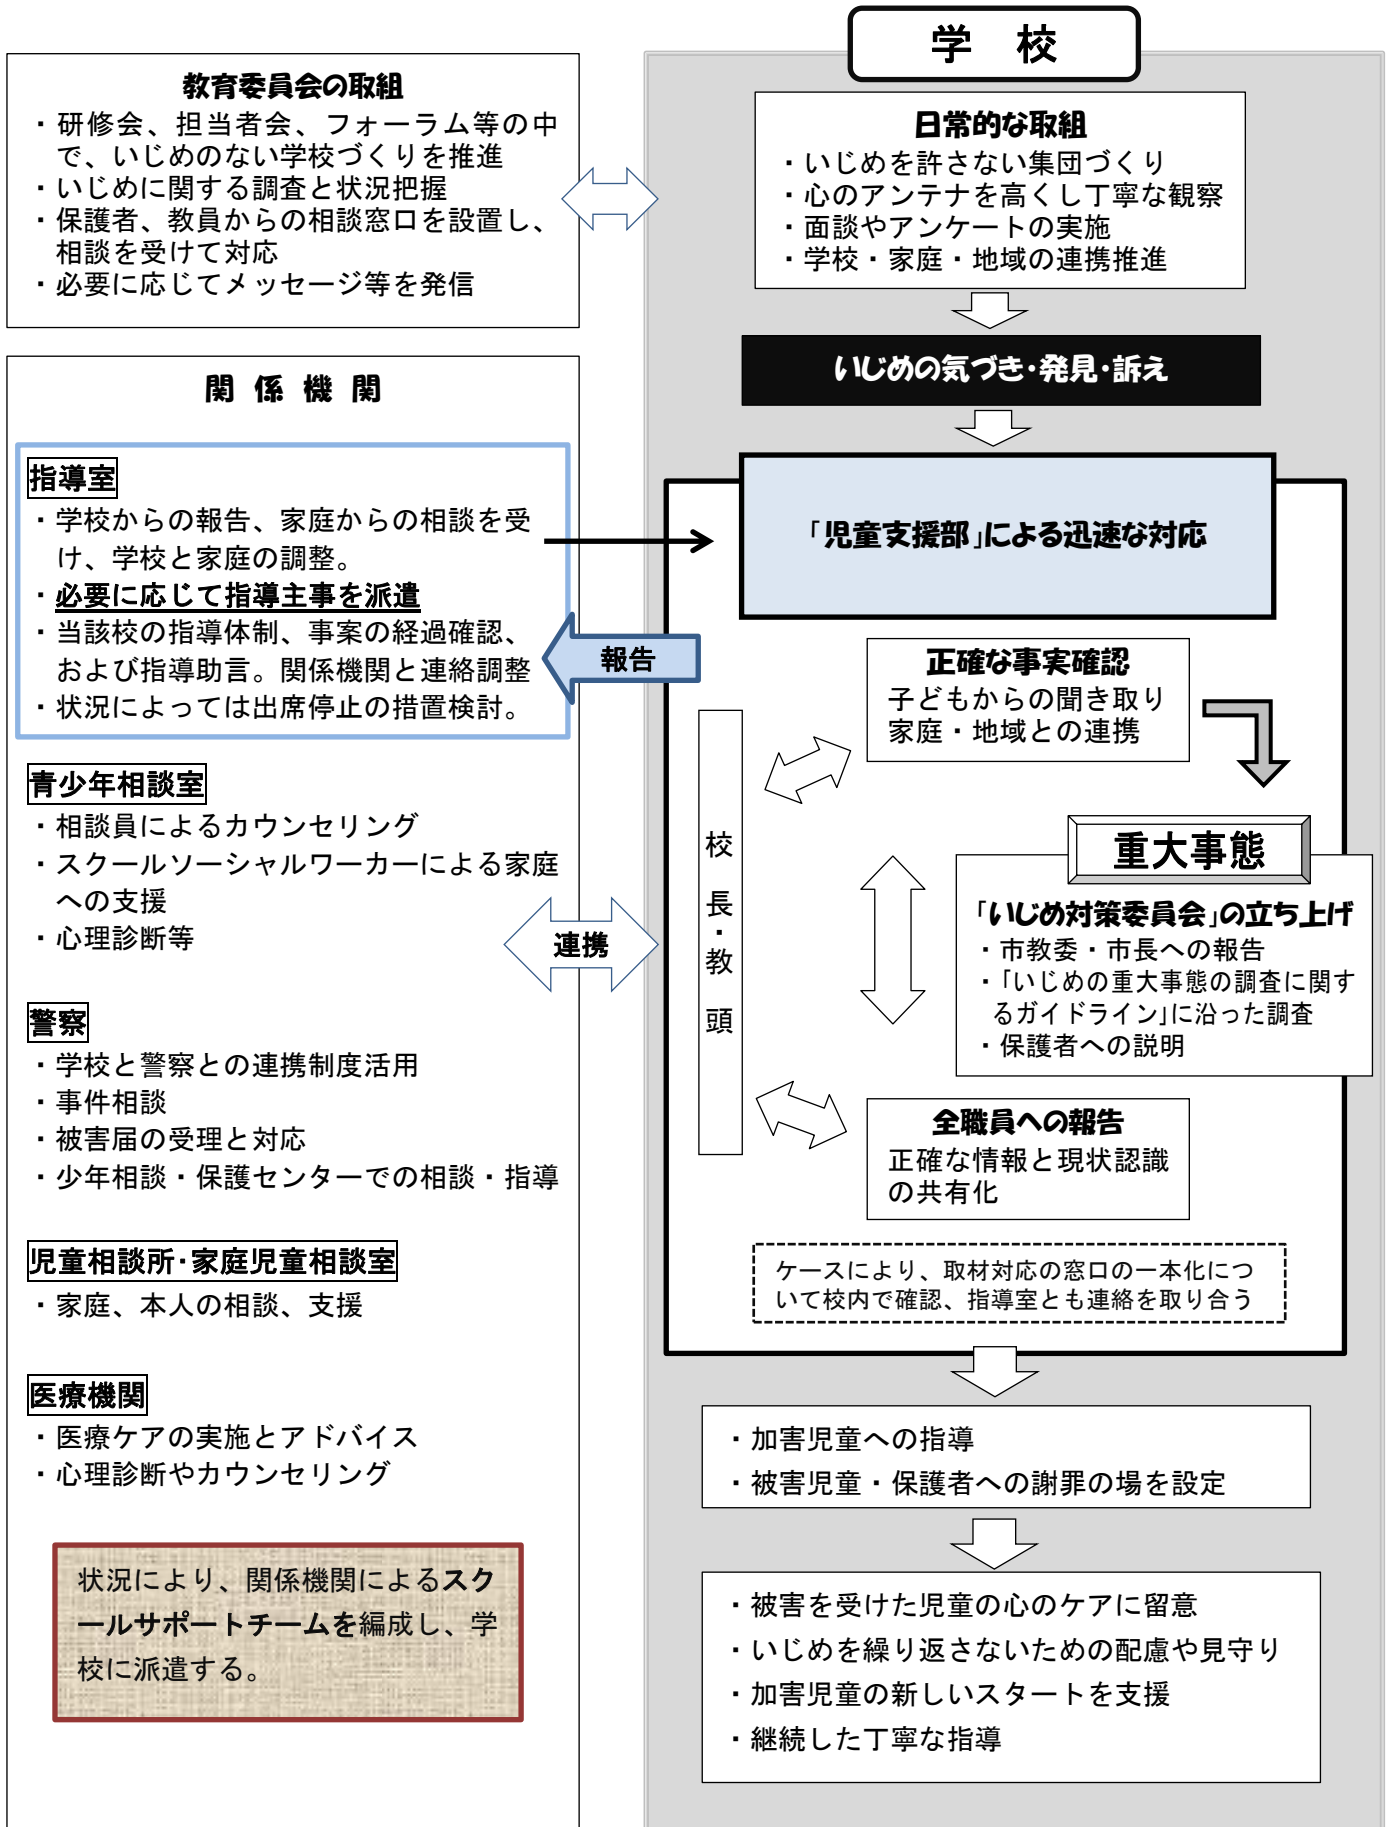 学　校
教育委員会の取組
・研修会、担当者会、フォーラム等の中
で、いじめのない学校づくりを推進
・いじめに関する調査と状況把握
・保護者、教員からの相談窓口を設置し、
相談を受けて対応
・必要に応じてメッセージ等を発信
日常的な取組
・いじめを許さない集団づくり
・心のアンテナを高くし丁寧な観察
・面談やアンケートの実施
・学校・家庭・地域の連携推進
いじめの気づき・発見・訴え
関 係 機 関
指導室
・学校からの報告、家庭からの相談を受
け、学校と家庭の調整。
・必要に応じて指導主事を派遣
・当該校の指導体制、事案の経過確認、
および指導助言。関係機関と連絡調整
・状況によっては出席停止の措置検討。
「児童支援部」による迅速な対応
報告
正確な事実確認
子どもからの聞き取り
家庭・地域との連携
青少年相談室
・相談員によるカウンセリング
・スクールソーシャルワーカーによる家庭
への支援
・心理診断等
連携
校長・教頭
重大事態
「いじめ対策委員会」の立ち上げ
・市教委・市長への報告
・「いじめの重大事態の調査に関す
るガイドライン」に沿った調査
・保護者への説明
警察
・学校と警察との連携制度活用
・事件相談
・被害届の受理と対応
・少年相談・保護センターでの相談・指導
全職員への報告
正確な情報と現状認識
の共有化
児童相談所・家庭児童相談室
・家庭、本人の相談、支援
ケースにより、取材対応の窓口の一本化につ
いて校内で確認、指導室とも連絡を取り合う
医療機関
・医療ケアの実施とアドバイス
・心理診断やカウンセリング
・加害児童への指導
・被害児童・保護者への謝罪の場を設定
状況により、関係機関によるスク
ールサポートチームを編成し、学
校に派遣する。
・被害を受けた児童の心のケアに留意
・いじめを繰り返さないための配慮や見守り
・加害児童の新しいスタートを支援
・継続した丁寧な指導